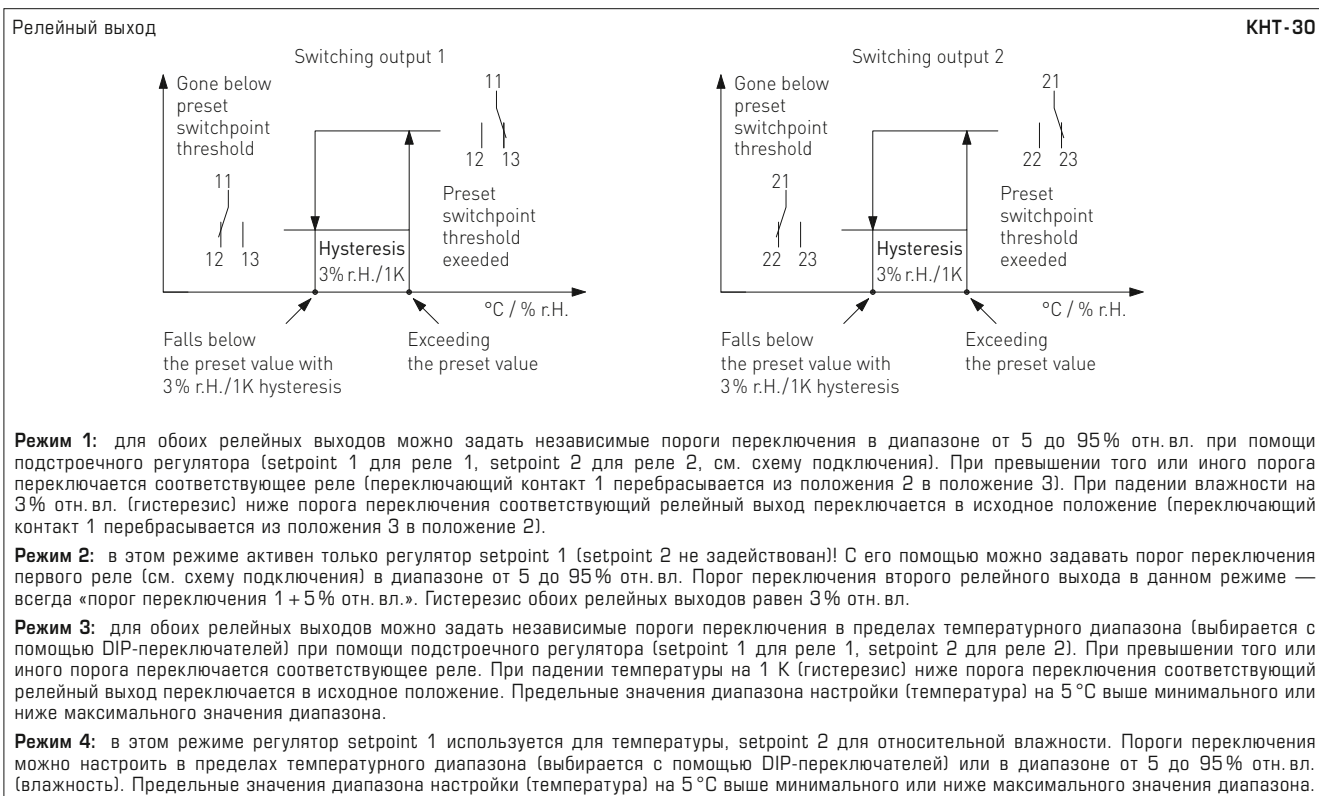 Релейный выход
KHT-30
Switching output 1
Gone below
preset
switchpoint
threshold
11
12 13
11
12 13
Preset
switchpoint
threshold
exeeded
Hysteresis
3% r.H./1K
°C / % r.H.
Falls below
the preset value with
3% r.H./1K hysteresis
Exceeding
the preset value
Switching output 2
Gone below
preset
switchpoint
threshold
21
22 23
21
22 23
Preset
switchpoint
threshold
exeeded
Hysteresis
3% r.H./1K
°C / % r.H.
Falls below
the preset value with
3% r.H./1K hysteresis
Exceeding
the preset value
Режим 1: для обоих релейных выходов можно задать независимые пороги переключения в диапазоне от 5 до 95% отн. вл. при помощи
подстроечного регулятора (setpoint 1 для реле 1, setpoint 2 для реле 2, см. схему подключения). При превышении того или иного порога
переключается соответствующее реле (переключающий контакт 1 перебрасывается из положения 2 в положение 3). При падении влажности на
3% отн. вл. (гистерезис) ниже порога переключения соответствующий релейный выход переключается в исходное положение (переключающий
контакт 1 перебрасывается из положения 3 в положение 2).
Режим 2: в этом режиме активен только регулятор setpoint 1 (setpoint 2 не задействован)! С его помощью можно задавать порог переключения
первого реле (см. схему подключения) в диапазоне от 5 до 95% отн. вл. Порог переключения второго релейного выхода в данном режиме —
всегда «порог переключения 1 + 5% отн. вл.». Гистерезис обоих релейных выходов равен 3% отн. вл.
Режим 3: для обоих релейных выходов можно задать независимые пороги переключения в пределах температурного диапазона (выбирается с
помощью DIP-переключателей) при помощи подстроечного регулятора (setpoint 1 для реле 1, setpoint 2 для реле 2). При превышении того или
иного порога переключается соответствующее реле. При падении температуры на 1 К (гистерезис) ниже порога переключения соответствующий
релейный выход переключается в исходное положение. Предельные значения диапазона настройки (температура) на 5 °C выше минимального или
ниже максимального значения диапазона.
Режим 4: в этом режиме регулятор setpoint 1 используется для температуры, setpoint 2 для относительной влажности. Пороги переключения
можно настроить в пределах температурного диапазона (выбирается с помощью DIP-переключателей) или в диапазоне от 5 до 95% отн. вл.
(влажность). Предельные значения диапазона настройки (температура) на 5 °C выше минимального или ниже максимального значения диапазона.